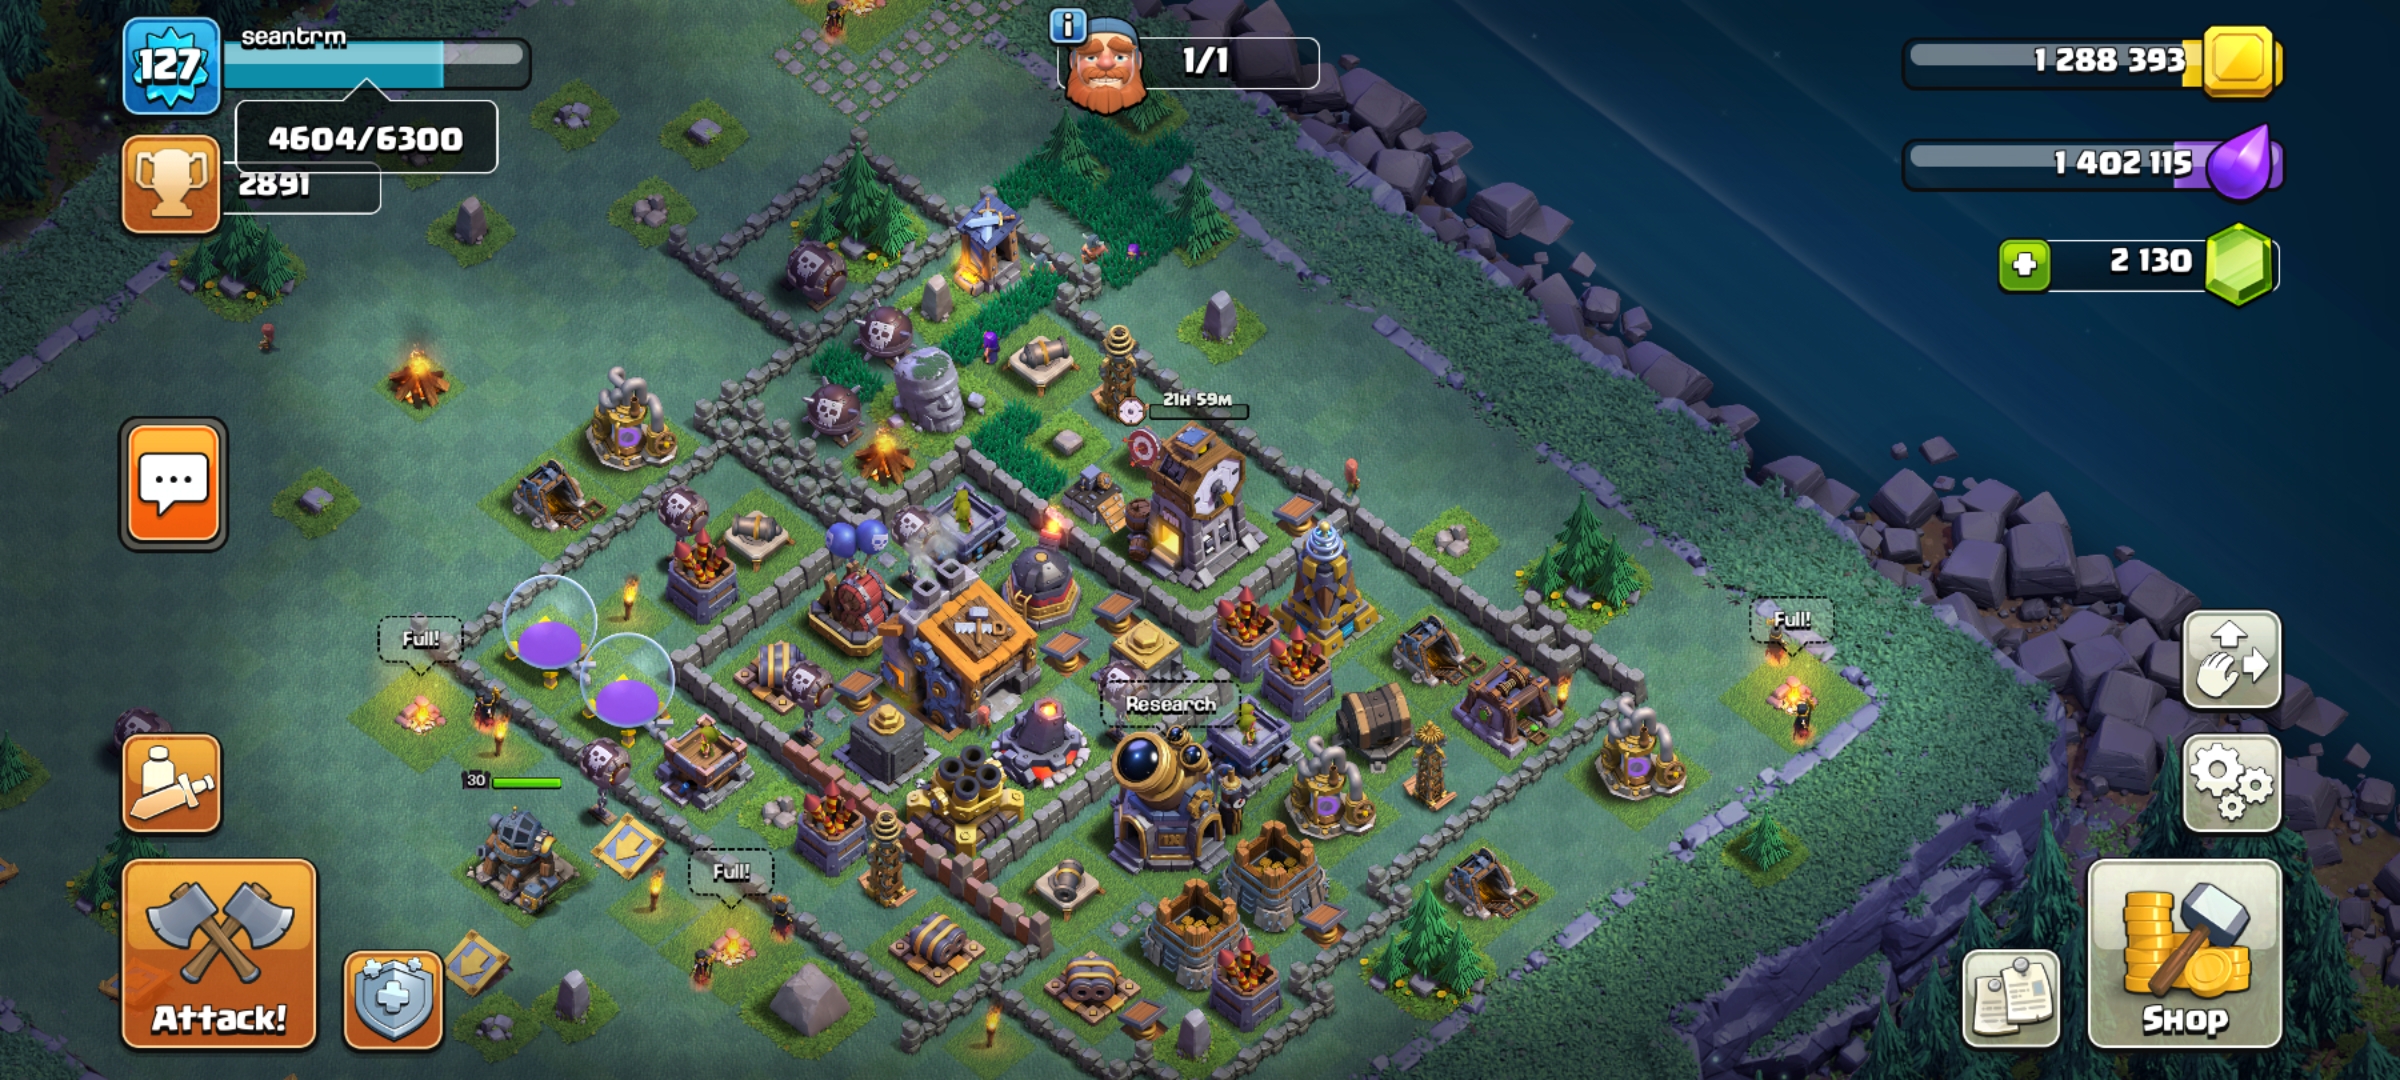 127
seantrm
4604/6300
2891
i
1/1
1 288 393
1 402 115
2 130
21H 59M
Full!
Full!
Research
30
Full!
Attack!
Shop